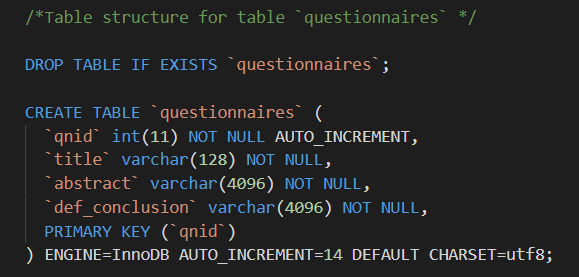 /*Table structure for table `questionnaires` */
DROP TABLE IF EXISTS `questionnaires`;
CREATE TABLE `questionnaires` (
`qnid` int(11) NOT NULL AUTO_INCREMENT,
`title` varchar(128) NOT NULL,
`abstract` varchar(4096) NOT NULL,
`def_conclusion` varchar(4096) NOT NULL,
PRIMARY KEY (`qnid`)
) ENGINE=InnoDB AUTO_INCREMENT=14 DEFAULT CHARSET=utf8;